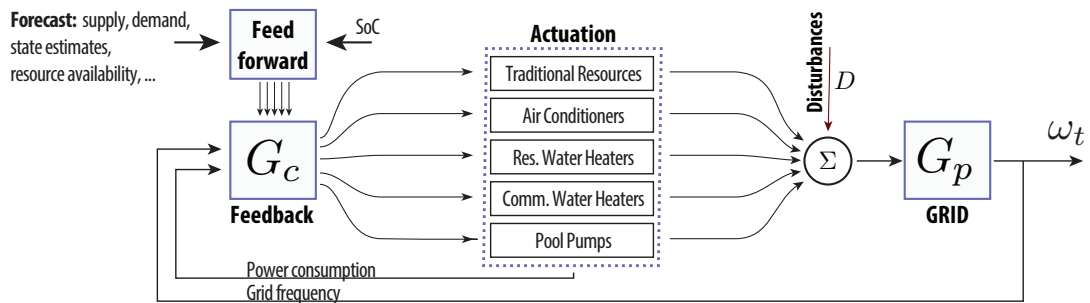 Forecast: supply, demand,
state estimates,
resource availability, ...
Feed
forward
SoC
Actuation
Traditional Resources
Air Conditioners
Res. Water Heaters
Comm. Water Heaters
Pool Pumps
Disturbances
D
Σ
G_c
Feedback
G_p
GRID
ω_t
Power consumption
Grid frequency